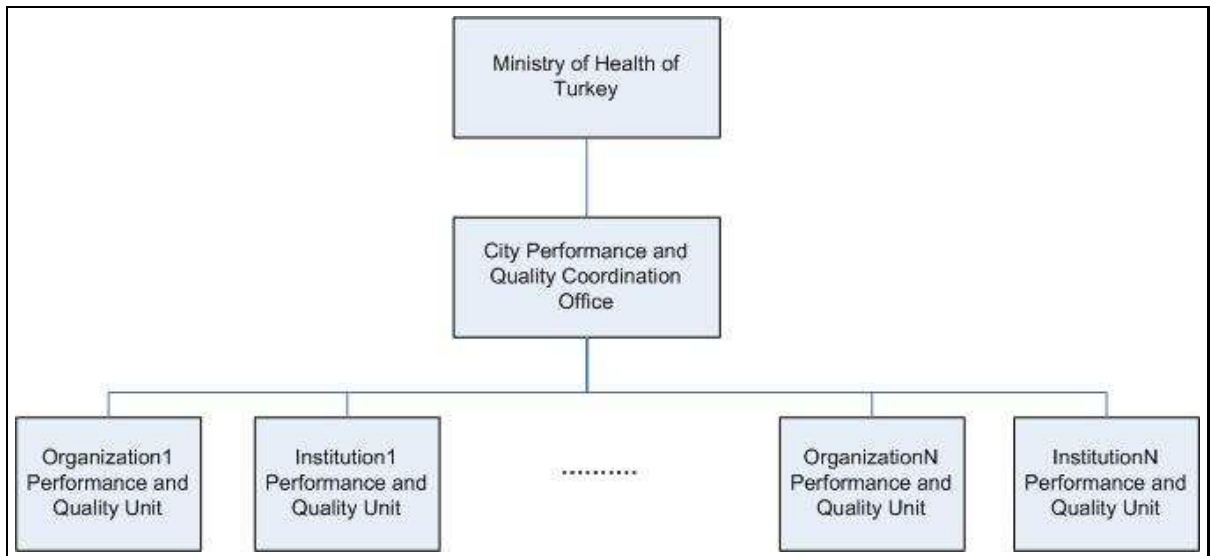 Ministry of Health of
Turkey
City Performance and
Quality Coordination
Office
Organization1
Performance and
Quality Unit
Institution1
Performance and
Quality Unit
..........
OrganizationN
Performance and
Quality Unit
InstitutionN
Performance and
Quality Unit